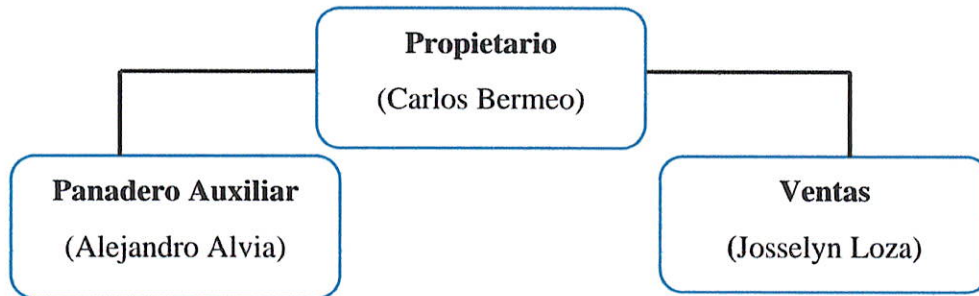 Propietario
(Carlos Bermeo)
Panadero Auxiliar
(Alejandro Alvia)
Ventas
(Josselyn Loza)